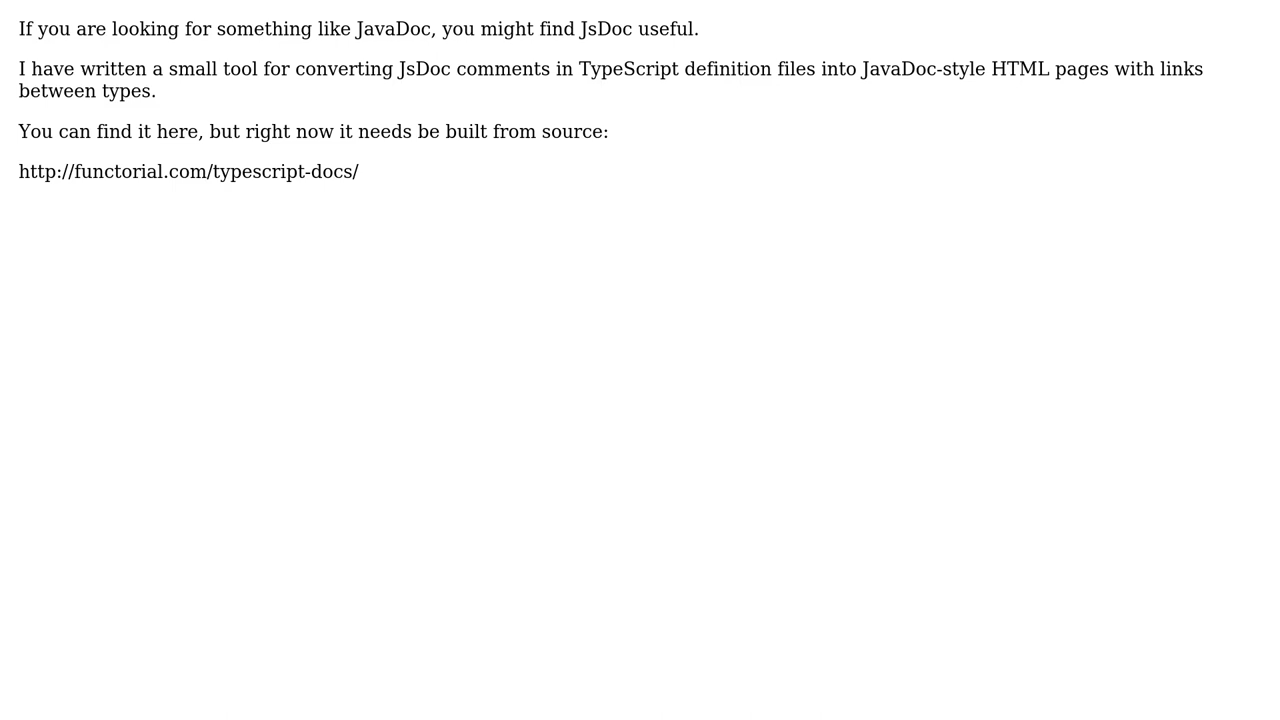 If you are looking for something like JavaDoc, you might find JsDoc useful.
I have written a small tool for converting JsDoc comments in TypeScript definition files into JavaDoc-style HTML pages with links
between types.
You can find it here, but right now it needs be built from source:
http://functorial.com/typescript-docs/